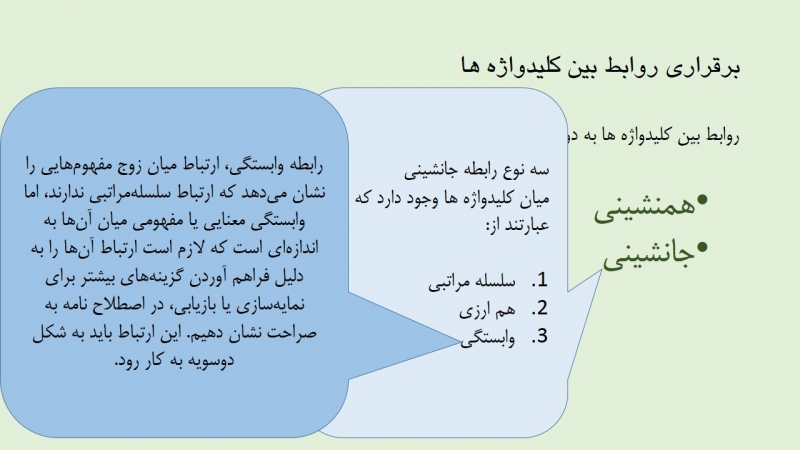 برقراری روابط بین کلیدواژه ها
روابط بین کلیدواژه ها به
•همنشینی
•جانشینی
سه نوع رابطه جانشینی
میان کلیدواژه ها وجود دارد که
عبارتند از:
1. سلسله مراتبی
2. هم ارزی
3. وابستگی
رابطه وابستگی، ارتباط میان زوج مفهوم‌هایی را
نشان می‌دهد که ارتباط سلسله‌مراتبی ندارند، اما
وابستگی معنایی یا مفهومی میان آن‌ها به
اندازه‌ای است که لازم است ارتباط آن‌ها را به
دلیل فراهم آوردن گزینه‌های بیشتر برای
نمایه‌سازی یا بازیابی، در اصطلاح نامه به
صراحت نشان دهیم. این ارتباط باید به شکل
دوسویه به کار رود.